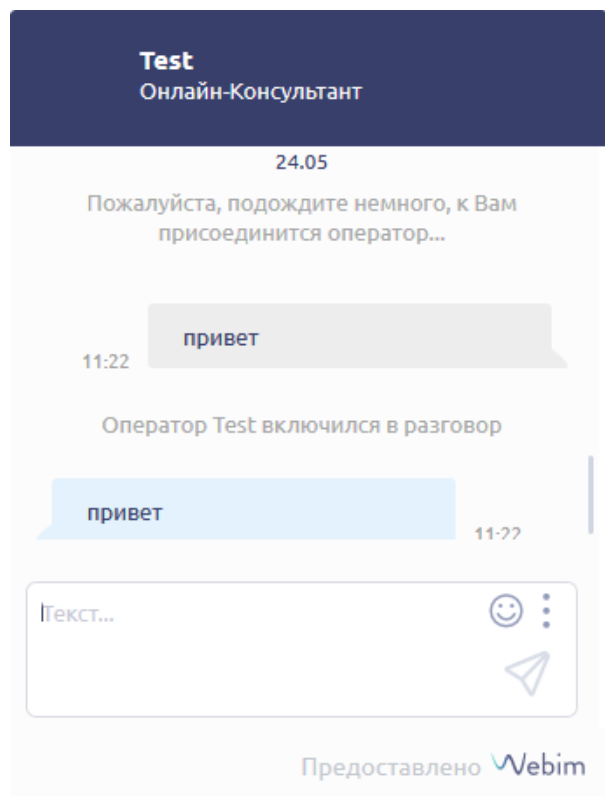 Test
Онлайн-Консультант
24.05
Пожалуйста, подождите немного, к Вам
присоединится оператор...
привет
11:22
Оператор Test включился в разговор
привет
11:22
Текст...
Предоставлено Webim